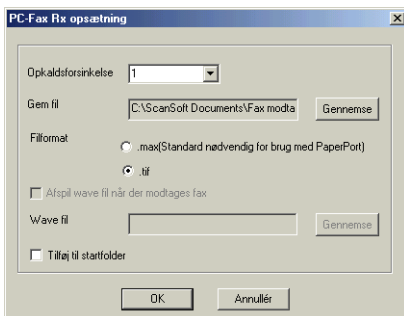 PC-Fax Rx opsætning
Opkaldsforsinkelse 1
Gem fil C:\ScanSoft Documents\Fax modta Gennemse
Filformat .max(Standard nødvendig for brug med PaperPort)
.tif
Afspil wave fil når der modtages fax
Wave fil Gennemse
Tilføj til startfolder
OK Annullér